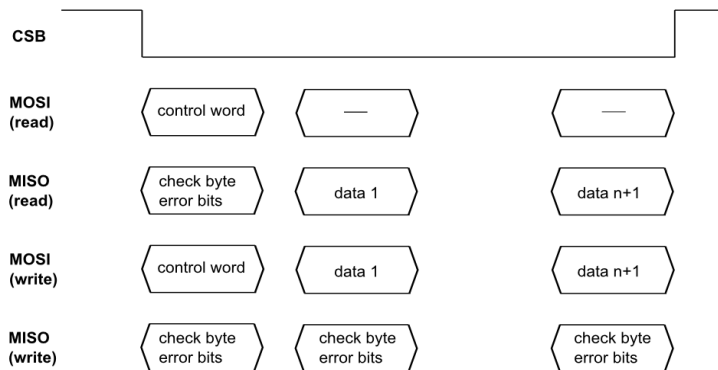 CSB
MOSI
(read)
control word
—
—
MISO
(read)
check byte
error bits
data 1
data n+1
MOSI
(write)
control word
data 1
data n+1
MISO
(write)
check byte
error bits
check byte
error bits
check byte
error bits